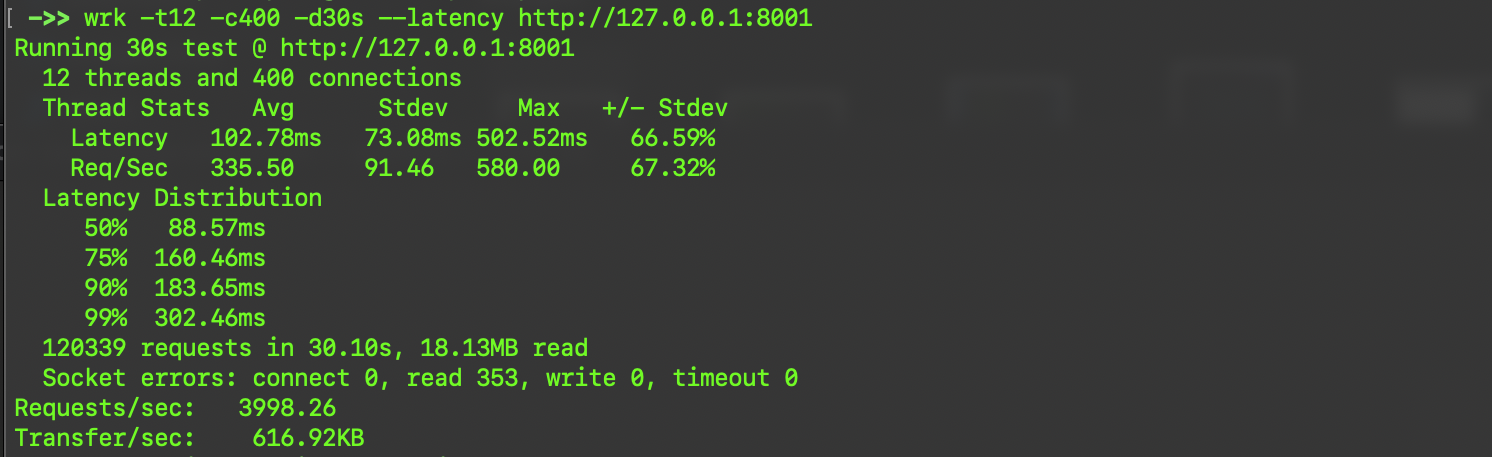 [ ->> wrk -t12 -c400 -d30s --latency http://127.0.0.1:8001
Running 30s test @ http://127.0.0.1:8001
12 threads and 400 connections
Thread Stats Avg Stdev Max +/- Stdev
Latency 102.78ms 73.08ms 502.52ms 66.59%
Req/Sec 335.50 91.46 580.00 67.32%
Latency Distribution
50% 88.57ms
75% 160.46ms
90% 183.65ms
99% 302.46ms
120339 requests in 30.10s, 18.13MB read
Socket errors: connect 0, read 353, write 0, timeout 0
Requests/sec: 3998.26
Transfer/sec: 616.92KB